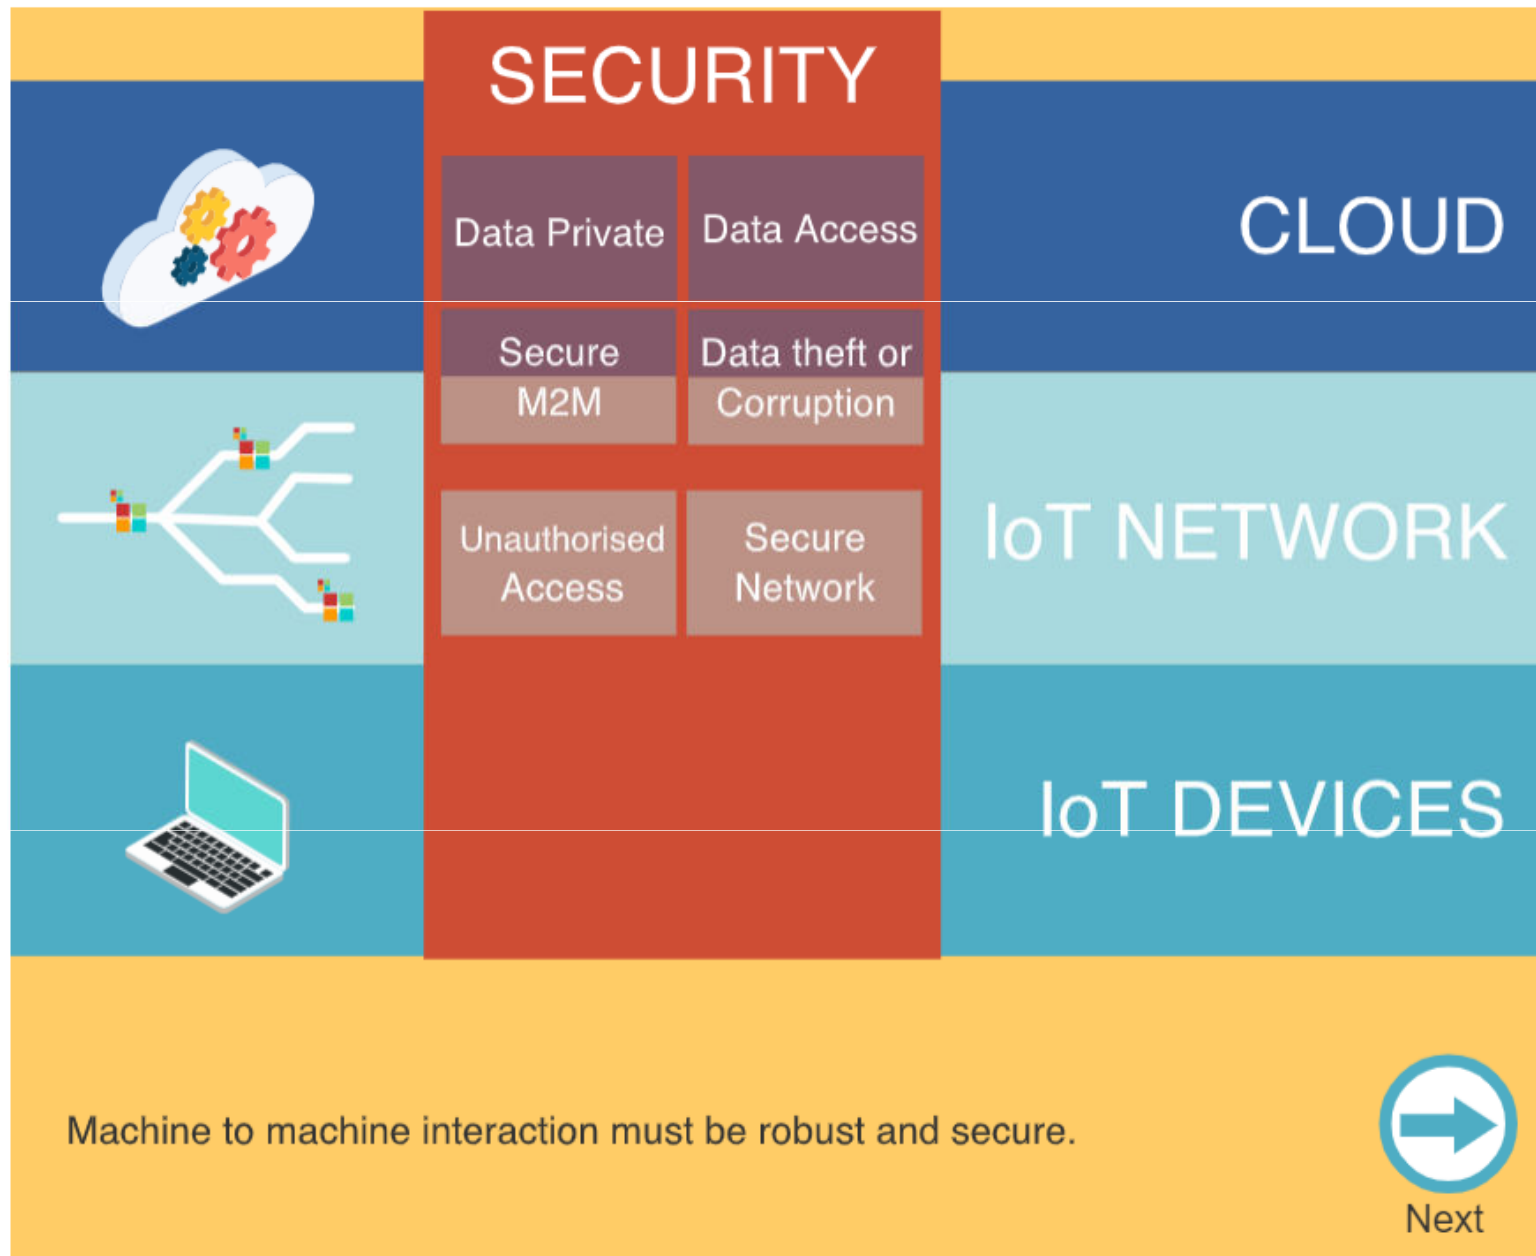 SECURITY
Data Private
Data Access
CLOUD
Secure
M2M
Data theft or
Corruption
Unauthorised
Access
Secure
Network
IoT NETWORK
IoT DEVICES
Machine to machine interaction must be robust and secure.
Next